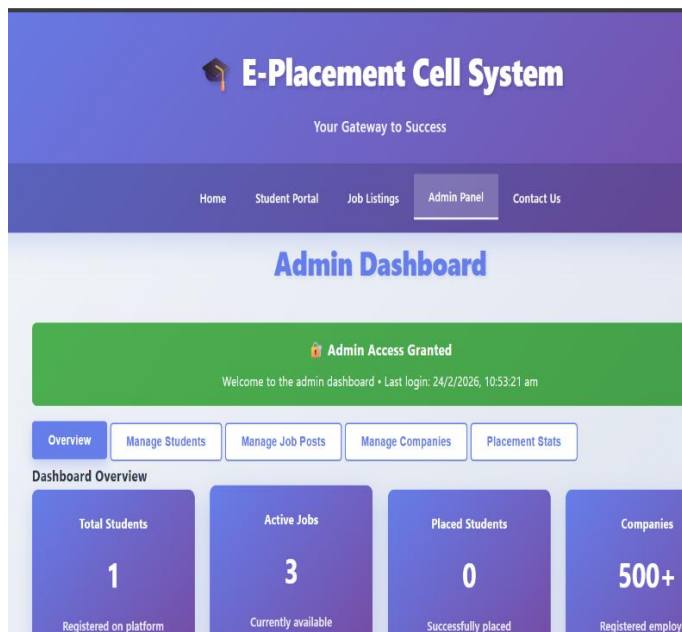 E-Placement Cell System
Your Gateway to Success
Home Student Portal Job Listings Admin Panel Contact Us
Admin Dashboard
Admin Access Granted
Welcome to the admin dashboard • Last login: 24/2/2026, 10:53:21 am
Overview Manage Students Manage Job Posts Manage Companies Placement Stats
Dashboard Overview
Total Students Active Jobs Placed Students Companies
1 3 0 500+
Registered on platform Currently available Successfully placed Registered